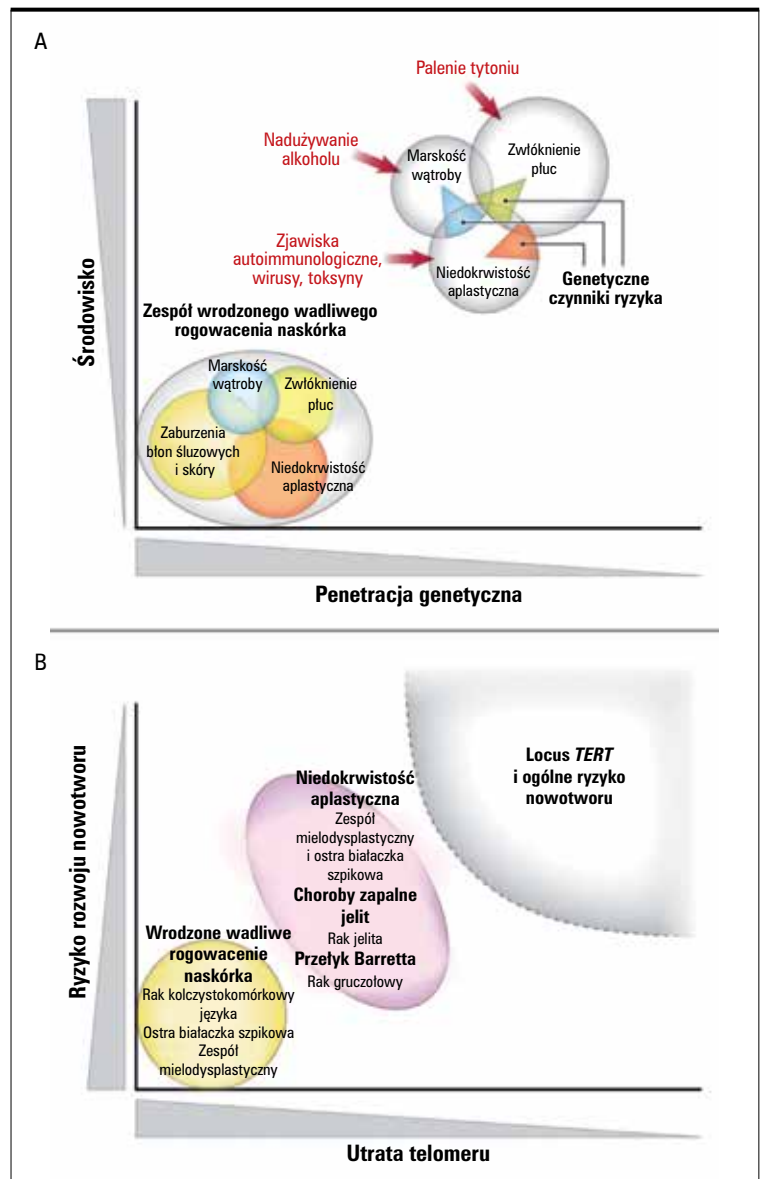 A
Palenie tytoniu
Nadużywanie
alkoholu
Marskość
wątroby
Zwłóknienie
płuc
Zjawiska
autoimmunologiczne,
wirusy, toksyny
Niedokrwistość
aplastyczna
Genetyczne
czynniki ryzyka
Środowisko
Zespół wrodzonego wadliwego
rogowacenia naskórka
Marskość
wątroby
Zwłóknienie
płuc
Zaburzenia
błon śluzowych
i skóry
Niedokrwistość
aplastyczna
Penetracja genetyczna
B
Ryzyko rozwoju nowotworu
Locus TERT
i ogólne ryzyko
nowotworu
Niedokrwistość
aplastyczna
Zespół
mielodysplastyczny
i ostra białaczka
szpikowa
Choroby zapalne
jelit
Rak jelita
Przełyk Barretta
Rak gruczołowy
Wrodzone wadliwe
rogowacenie
naskórka
Rak kolczystokomórkowy
języka
Ostra białaczka szpikowa
Zespół
mielodysplastyczny
Utrata telomeru